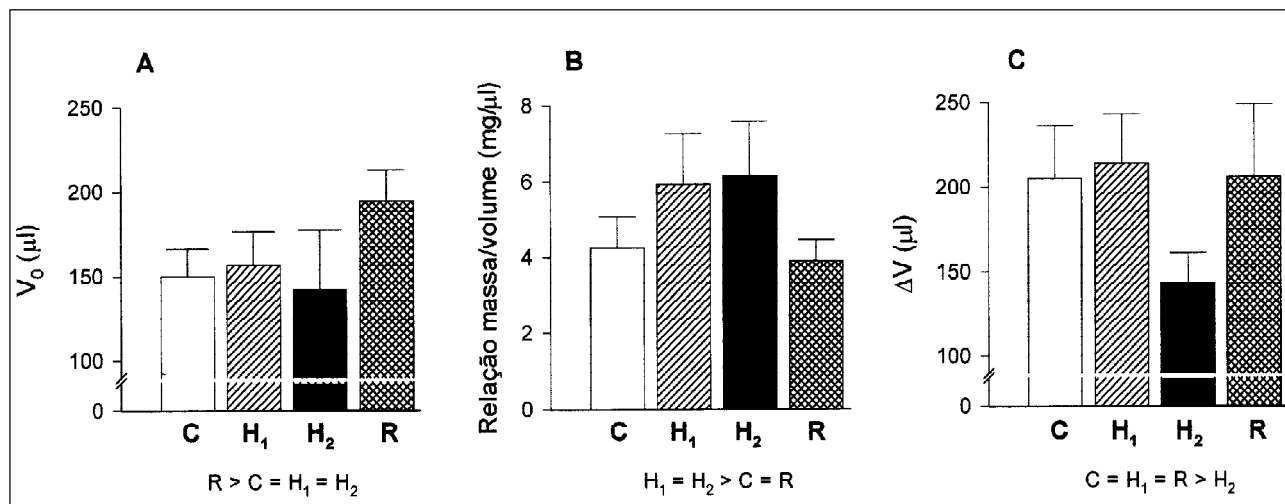 A
V₀ (µl)
250
200
150
100
0
C H₁ H₂ R
R > C = H₁ = H₂
B
Relação massa/volume (mg/µl)
8
6
4
2
0
C H₁ H₂ R
H₁ = H₂ > C = R
C
ΔV (µl)
250
200
150
100
0
C H₁ H₂ R
C = H₁ = R > H₂